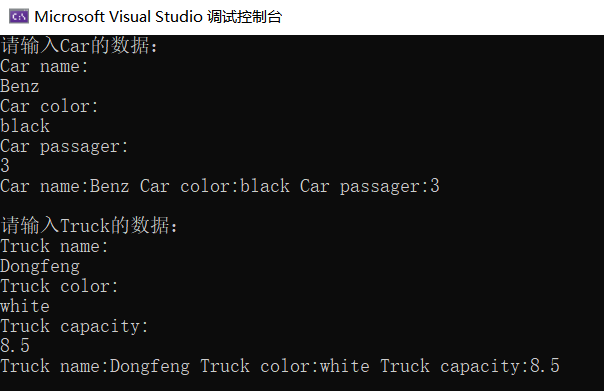 Microsoft Visual Studio 调试控制台
请输入Car的数据：
Car name:
Benz
Car color:
black
Car passager:
3
Car name:Benz Car color:black Car passager:3
请输入Truck的数据：
Truck name:
Dongfeng
Truck color:
white
Truck capacity:
8.5
Truck name:Dongfeng Truck color:white Truck capacity:8.5